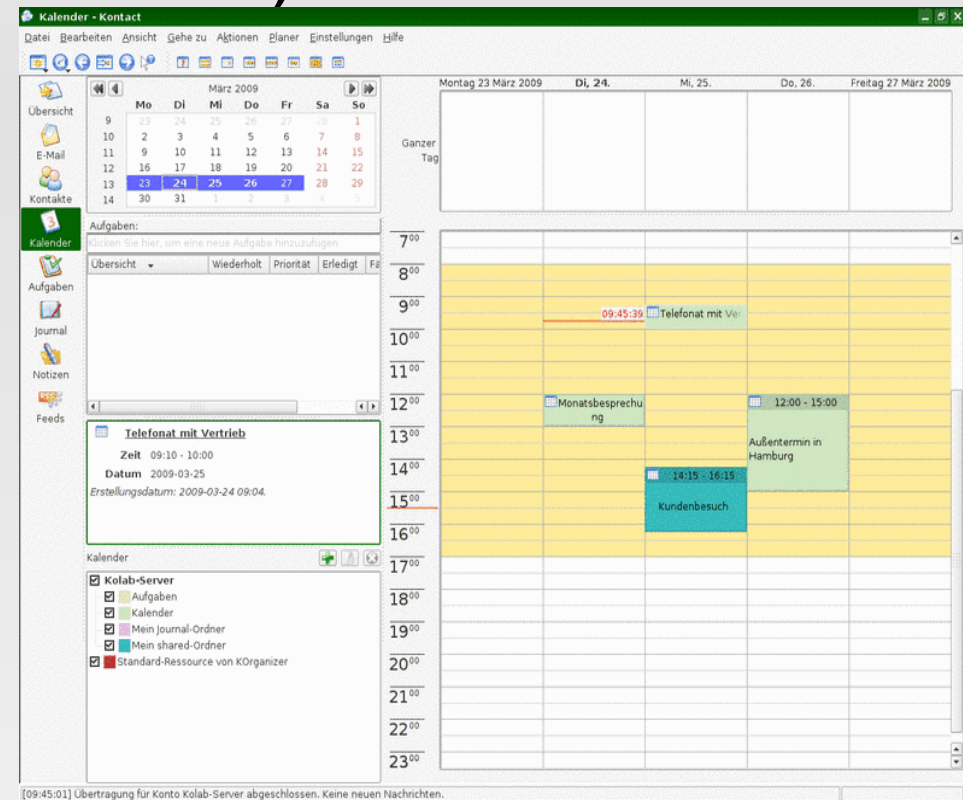 Kalender - Kontact
Datei Bearbeiten Ansicht Gehe zu Aktionen Planer Einstellungen Hilfe
Übersicht
E-Mail
Kontakte
Kalender
Aufgaben
Journal
Notizen
Feeds
März 2009
Mo Di Mi Do Fr Sa So
9 23 24 25 26 27 28 1
10 2 3 4 5 6 7 8
11 9 10 11 12 13 14 15
12 16 17 18 19 20 21 22
13 23 24 25 26 27 28 29
14 30 31 1 2 3 4 5
Aufgaben:
Klicken Sie hier, um eine neue Aufgabe hinzuzufügen
Übersicht Wiederholt Priorität Erledigt Fä
Telefonat mit Vertrieb
Zeit 09:10 - 10:00
Datum 2009-03-25
Erstellungsdatum: 2009-03-24 09:04.
Kalender
Kolab-Server
Aufgaben
Kalender
Mein Journal-Ordner
Mein shared-Ordner
Standard-Ressource von KOrganizer
Montag 23 März 2009 Di, 24. Mi, 25. Do, 26. Freitag 27 März 2009
Ganzer
Tag
7⁰⁰
8⁰⁰
9⁰⁰
09:45:39 Telefonat mit Ve
10⁰⁰
11⁰⁰
12⁰⁰
Monatsbesprechu
ng
12:00 - 15:00
13⁰⁰
Außentermin in
Hamburg
14⁰⁰
14:15 - 16:15
15⁰⁰
Kundenbesuch
16⁰⁰
17⁰⁰
18⁰⁰
19⁰⁰
20⁰⁰
21⁰⁰
22⁰⁰
23⁰⁰
[09:45:01] Übertragung für Konto Kolab-Server abgeschlossen. Keine neuen Nachrichten.